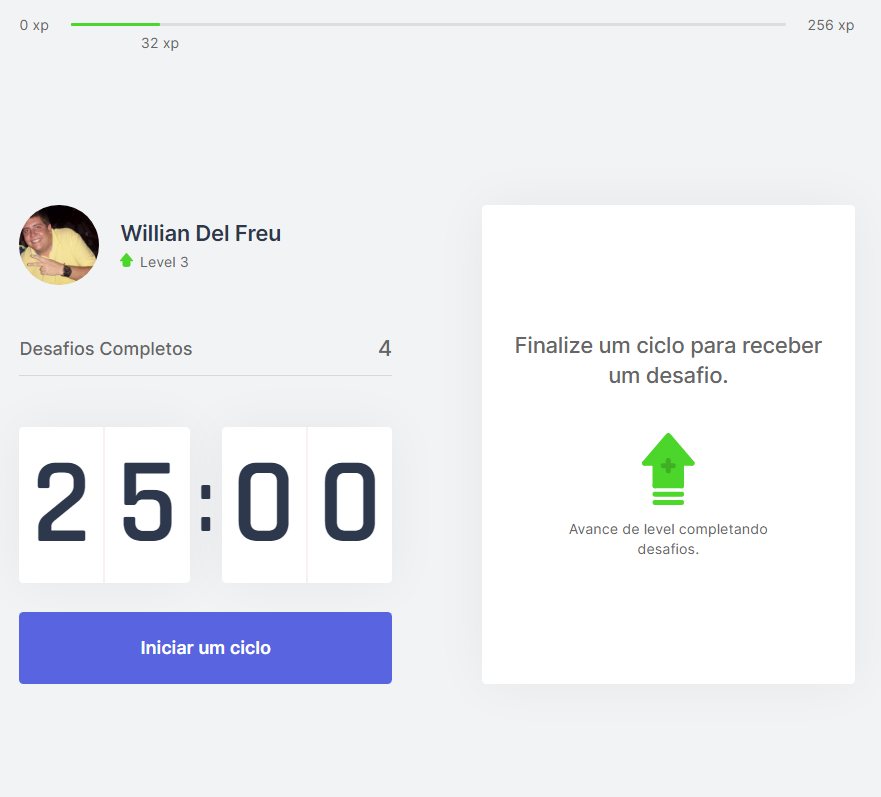 0 xp
256 xp
32 xp
Willian Del Freu
Level 3
Desafios Completos
4
25:00
Iniciar um ciclo
Finalize um ciclo para receber
um desafio.
Avance de level completando
desafios.